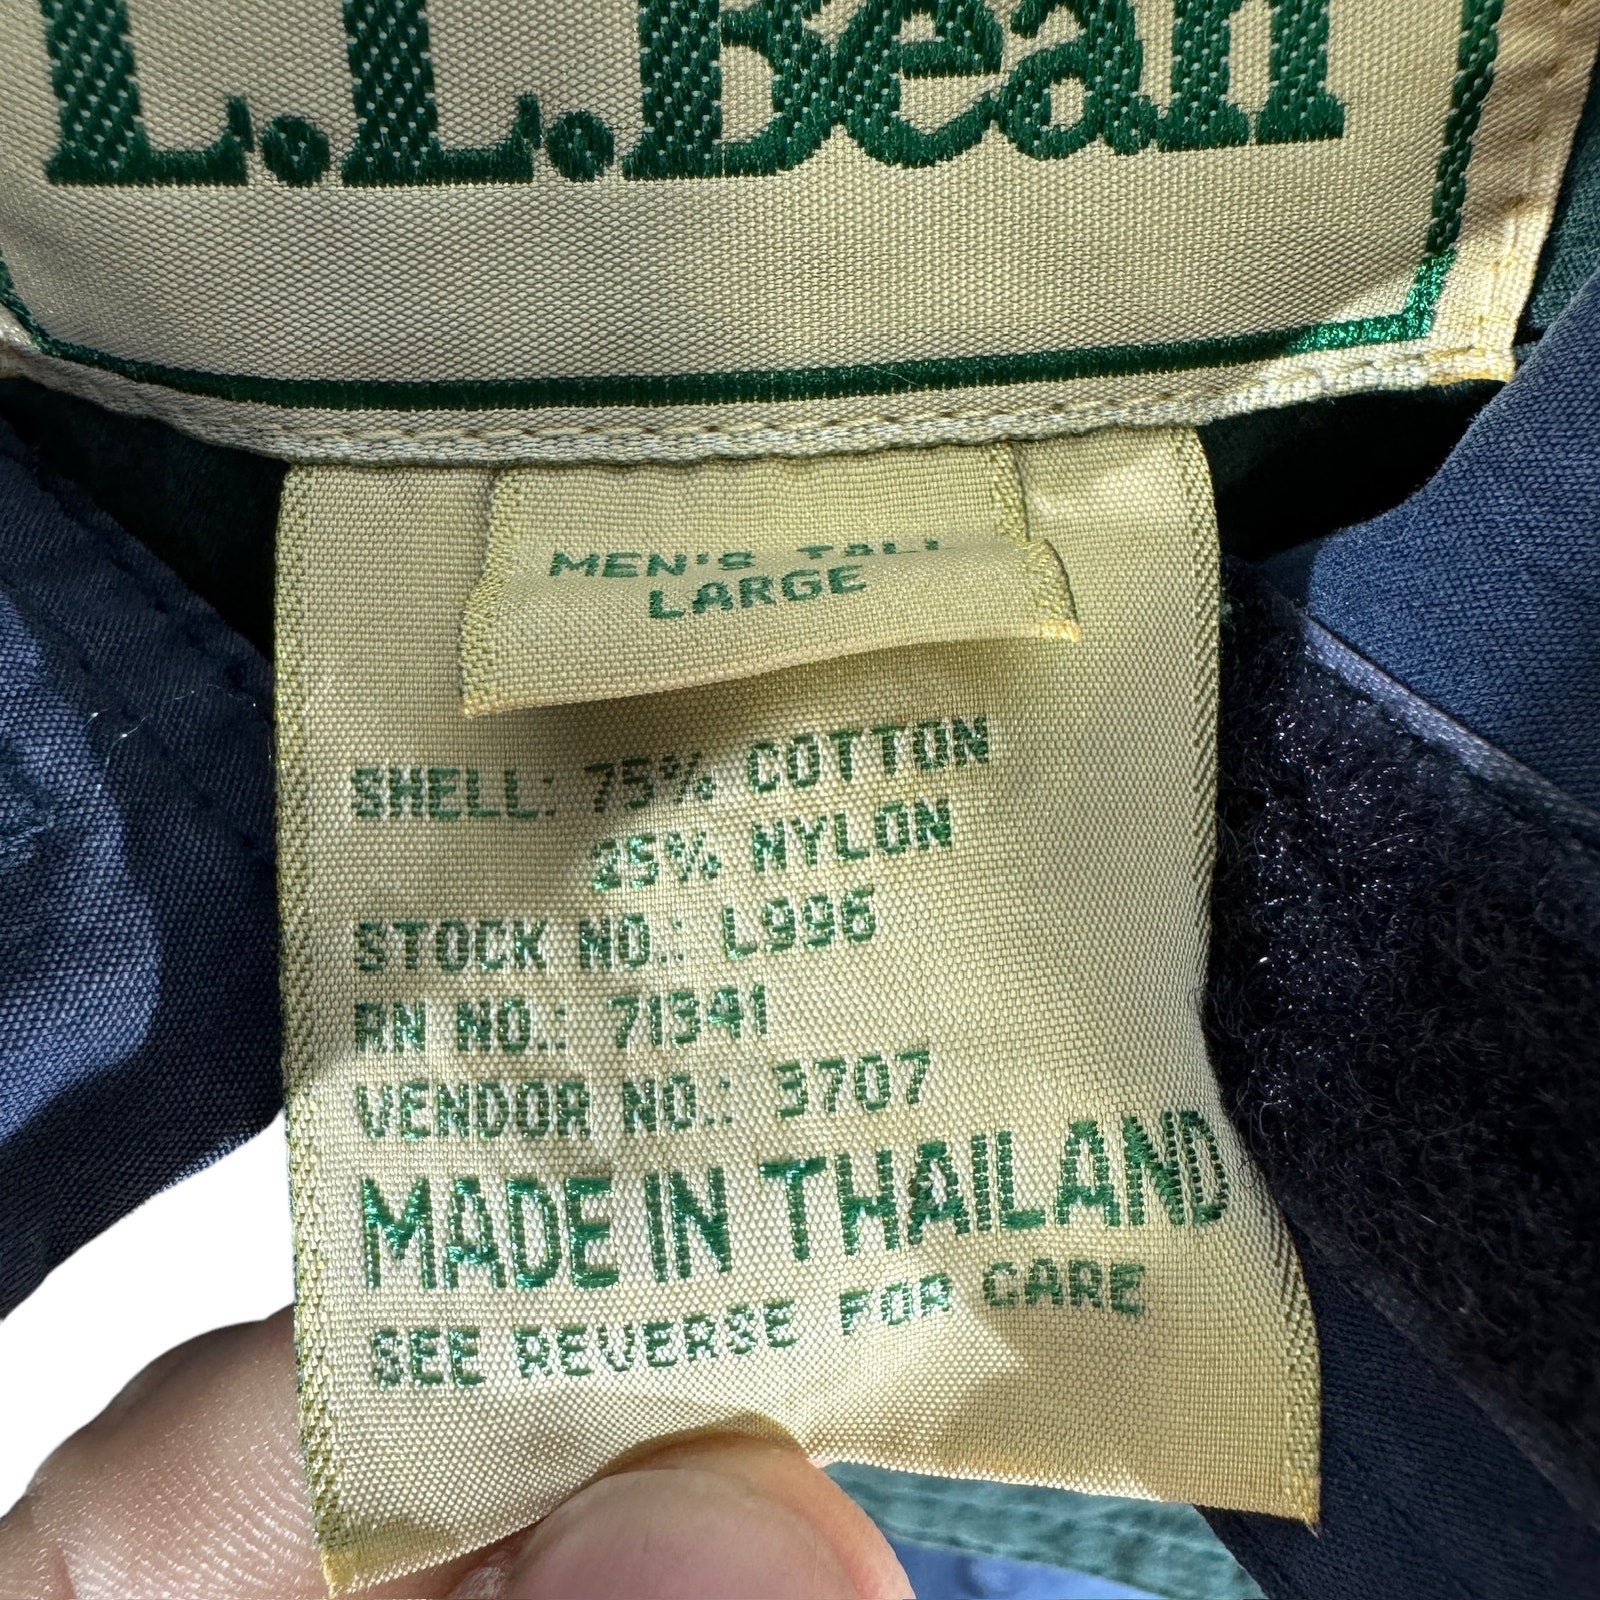 L.L.Bean
MEN'S TALL
LARGE
SHELL: 75% COTTON
25% NYLON
STOCK NO.: L996
RN NO.: 71341
VENDOR NO.: 3707
MADE IN THAILAND
SEE REVERSE FOR CARE